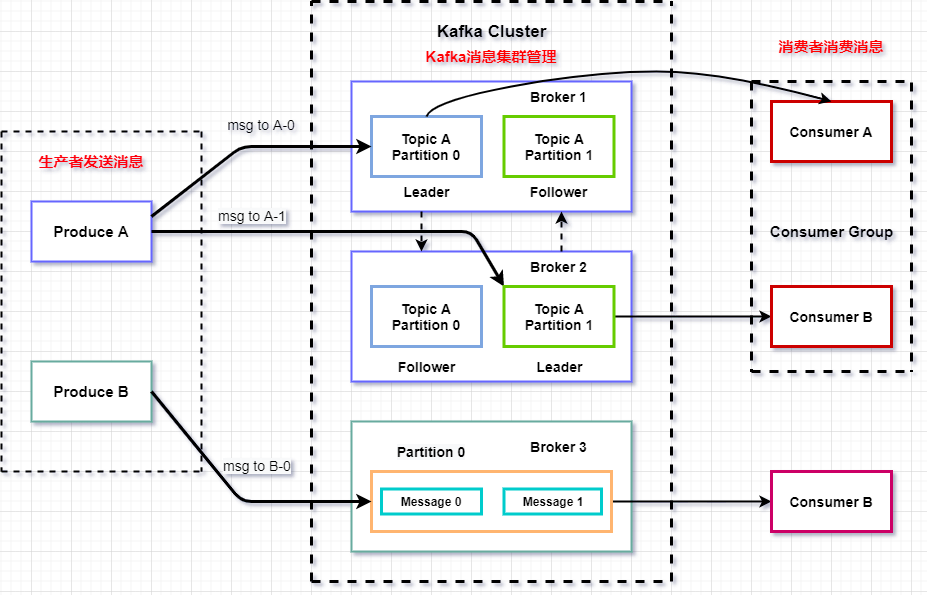 Kafka Cluster
Kafka消息集群管理
消费者消费消息
生产者发送消息
Produce A
Produce B
msg to A-0
msg to A-1
msg to B-0
Broker 1
Topic A
Partition 0
Topic A
Partition 1
Leader
Follower
Broker 2
Topic A
Partition 0
Topic A
Partition 1
Follower
Leader
Partition 0
Broker 3
Message 0
Message 1
Consumer A
Consumer Group
Consumer B
Consumer B